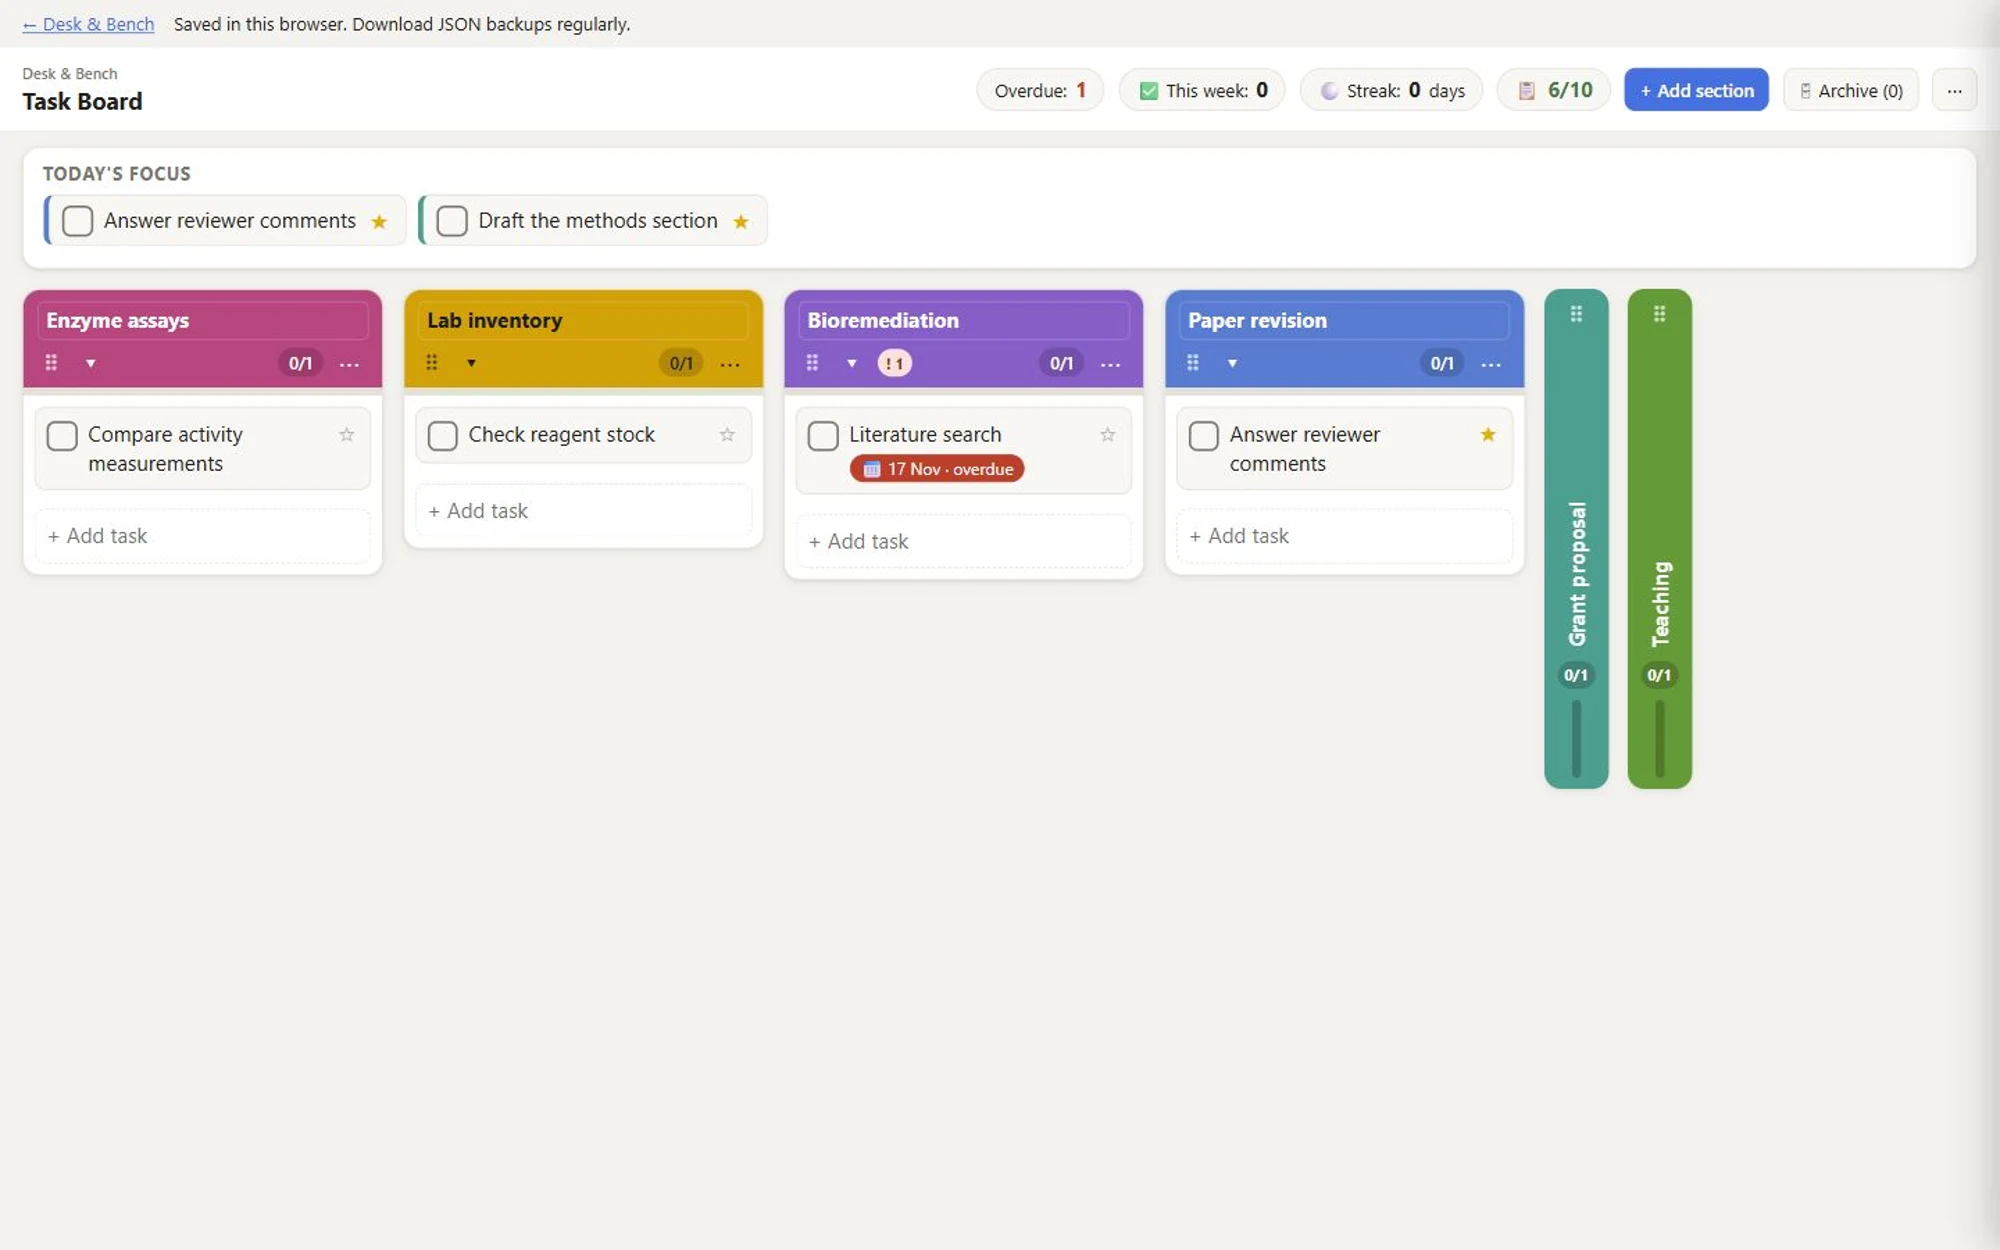 ← Desk & Bench Saved in this browser. Download JSON backups regularly.
Desk & Bench
Task Board
Overdue: 1
This week: 0
Streak: 0 days
6/10
+ Add section
Archive (0)
...
TODAY'S FOCUS
Answer reviewer comments
Draft the methods section
Enzyme assays
0/1 ...
Compare activity
measurements
+ Add task
Lab inventory
0/1 ...
Check reagent stock
+ Add task
Bioremediation
! 1 0/1 ...
Literature search
17 Nov · overdue
+ Add task
Paper revision
0/1 ...
Answer reviewer
comments
+ Add task
Grant proposal
0/1
Teaching
0/1